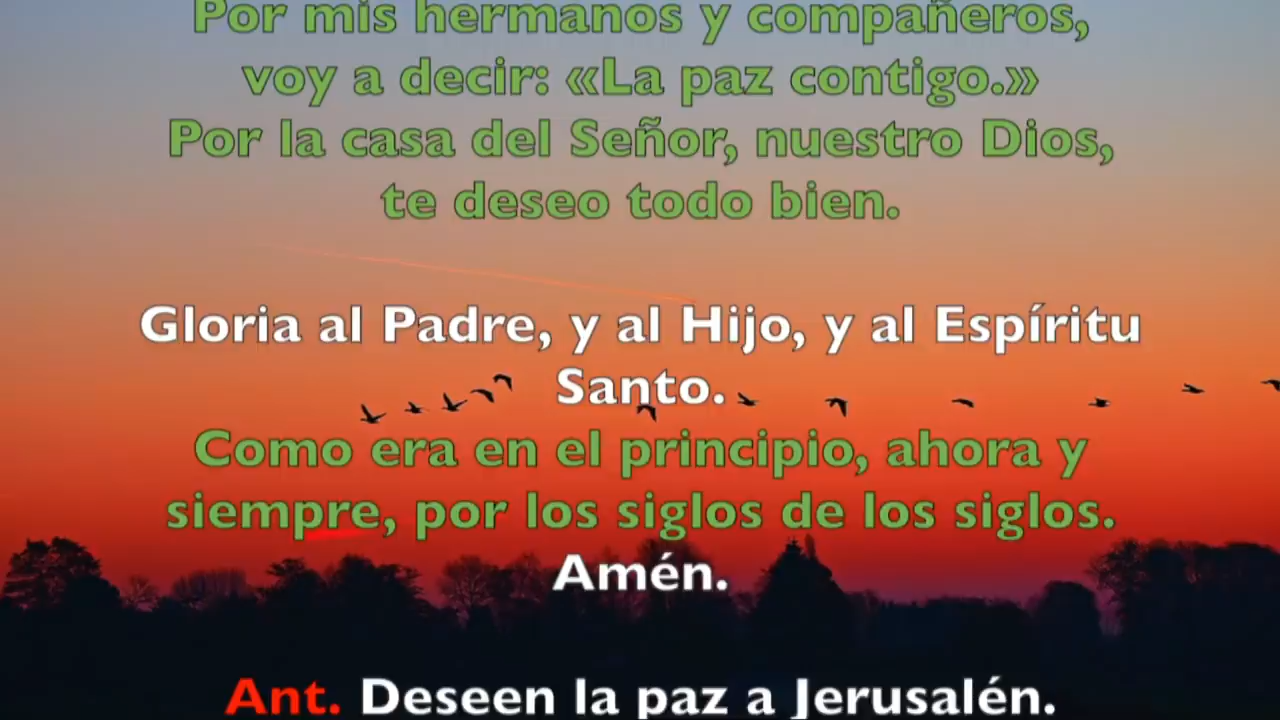 Por mis hermanos y compañeros,
voy a decir: «La paz contigo.»
Por la casa del Señor, nuestro Dios,
te deseo todo bien.
Gloria al Padre, y al Hijo, y al Espíritu
Santo.
Como era en el principio, ahora y
siempre, por los siglos de los siglos.
Amén.
Ant. Deseen la paz a Jerusalén.